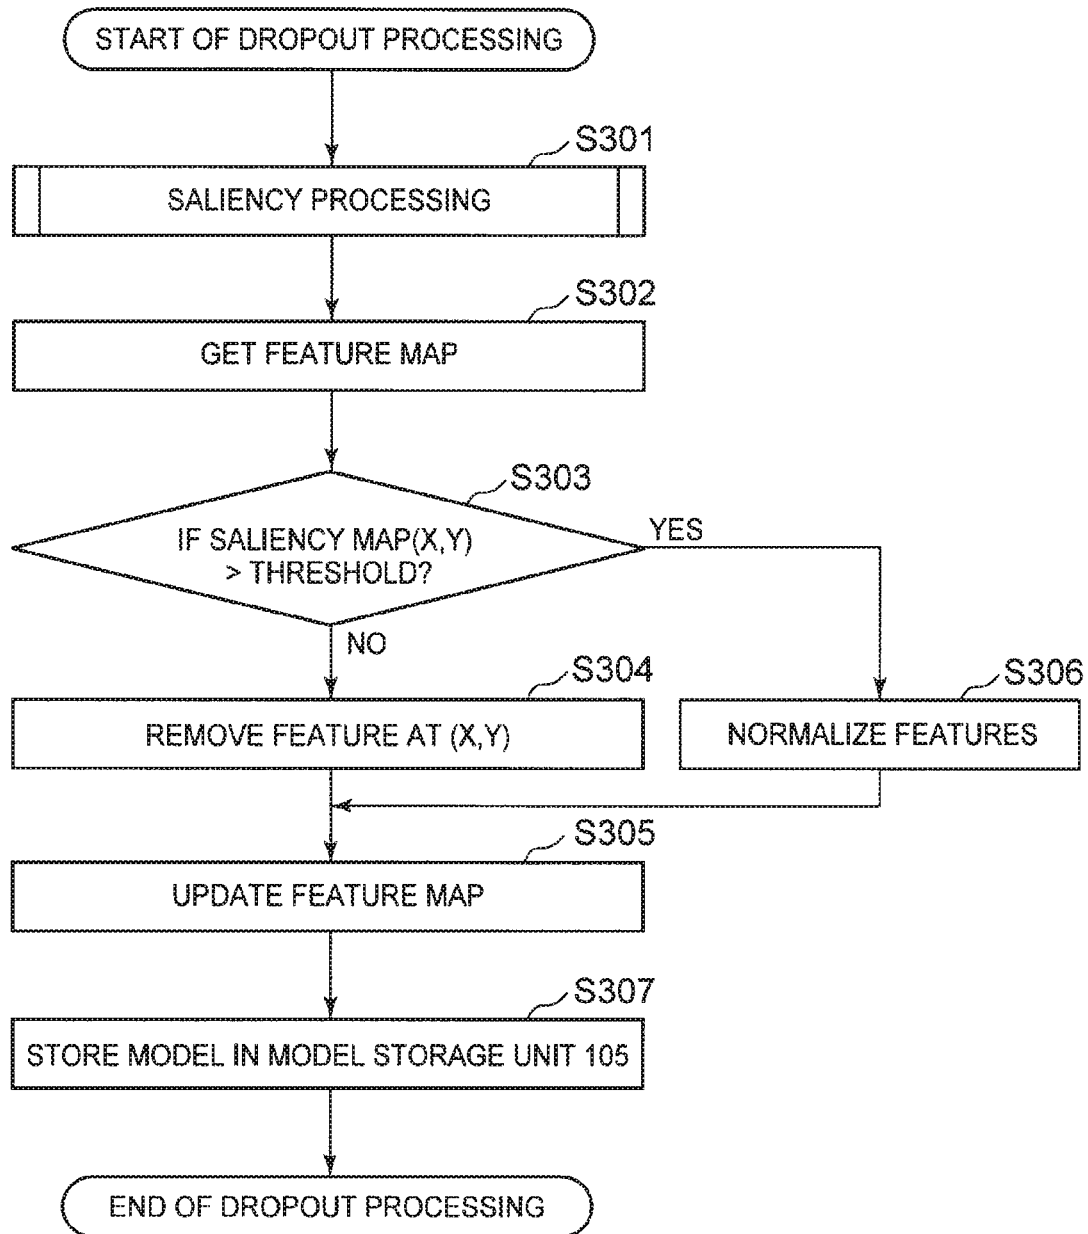 START OF DROPOUT PROCESSING
S301
SALIENCY PROCESSING
S302
GET FEATURE MAP
S303
IF SALIENCY MAP(X,Y)
> THRESHOLD?
YES
NO
S304
REMOVE FEATURE AT (X,Y)
S306
NORMALIZE FEATURES
S305
UPDATE FEATURE MAP
S307
STORE MODEL IN MODEL STORAGE UNIT 105
END OF DROPOUT PROCESSING